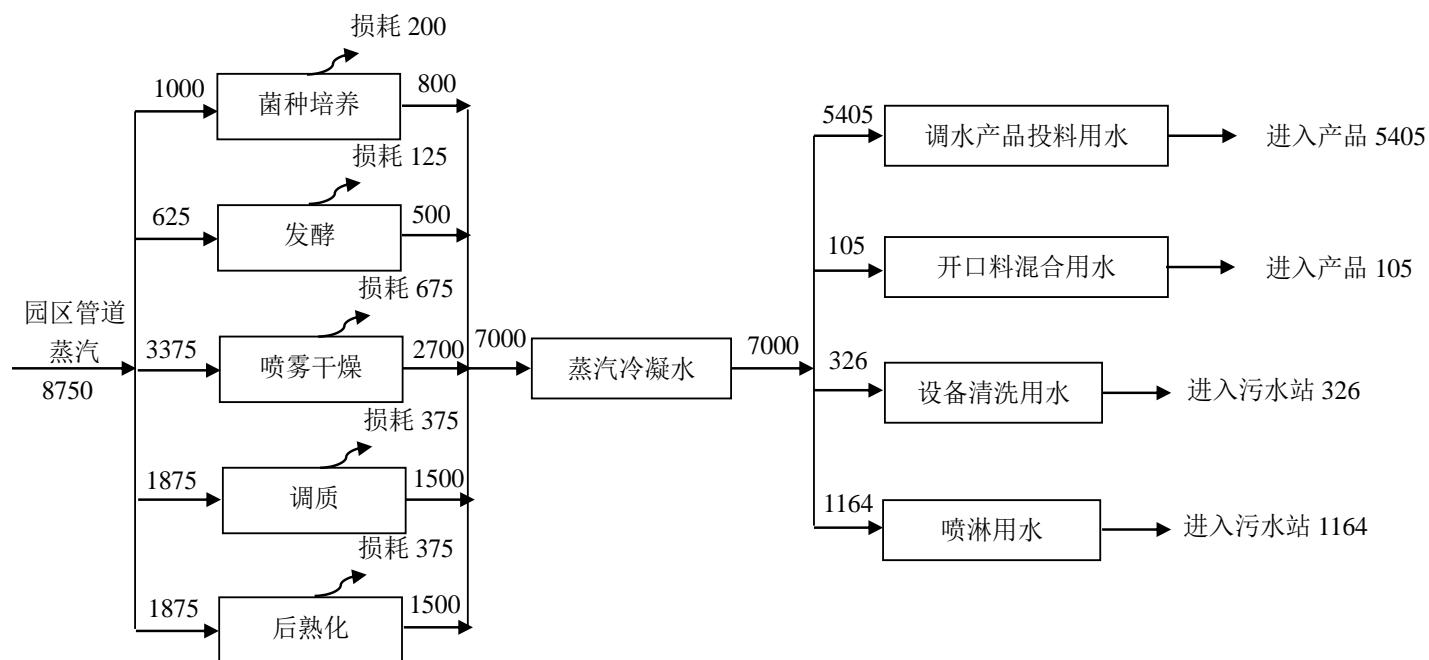 损耗 200
1000
菌种培养
800
损耗 125
625
发酵
500
损耗 675
园区管道
蒸汽
8750
3375
喷雾干燥
2700
损耗 375
1875
调质
1500
损耗 375
1875
后熟化
1500
7000
蒸汽冷凝水
7000
5405
调水产品投料用水
进入产品 5405
105
开口料混合用水
进入产品 105
326
设备清洗用水
进入污水站 326
1164
喷淋用水
进入污水站 1164